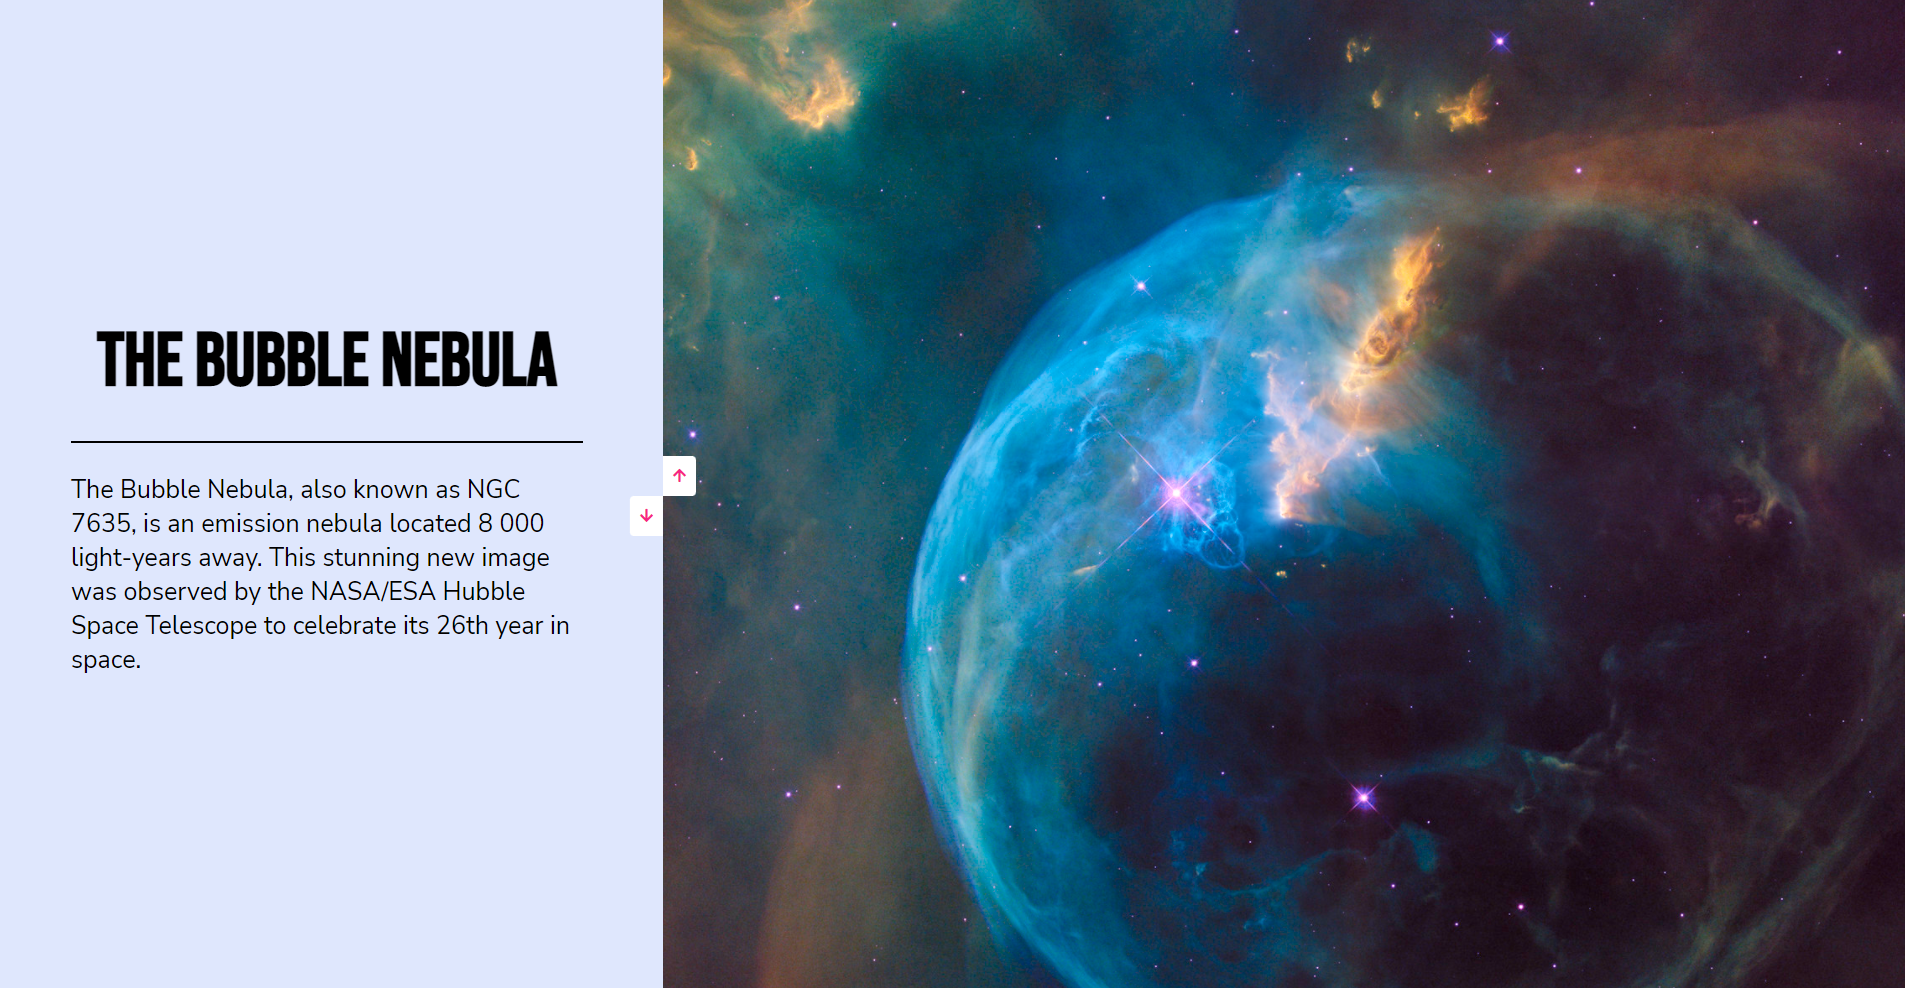 THE BUBBLE NEBULA
The Bubble Nebula, also known as NGC
7635, is an emission nebula located 8 000
light-years away. This stunning new image
was observed by the NASA/ESA Hubble
Space Telescope to celebrate its 26th year in
space.